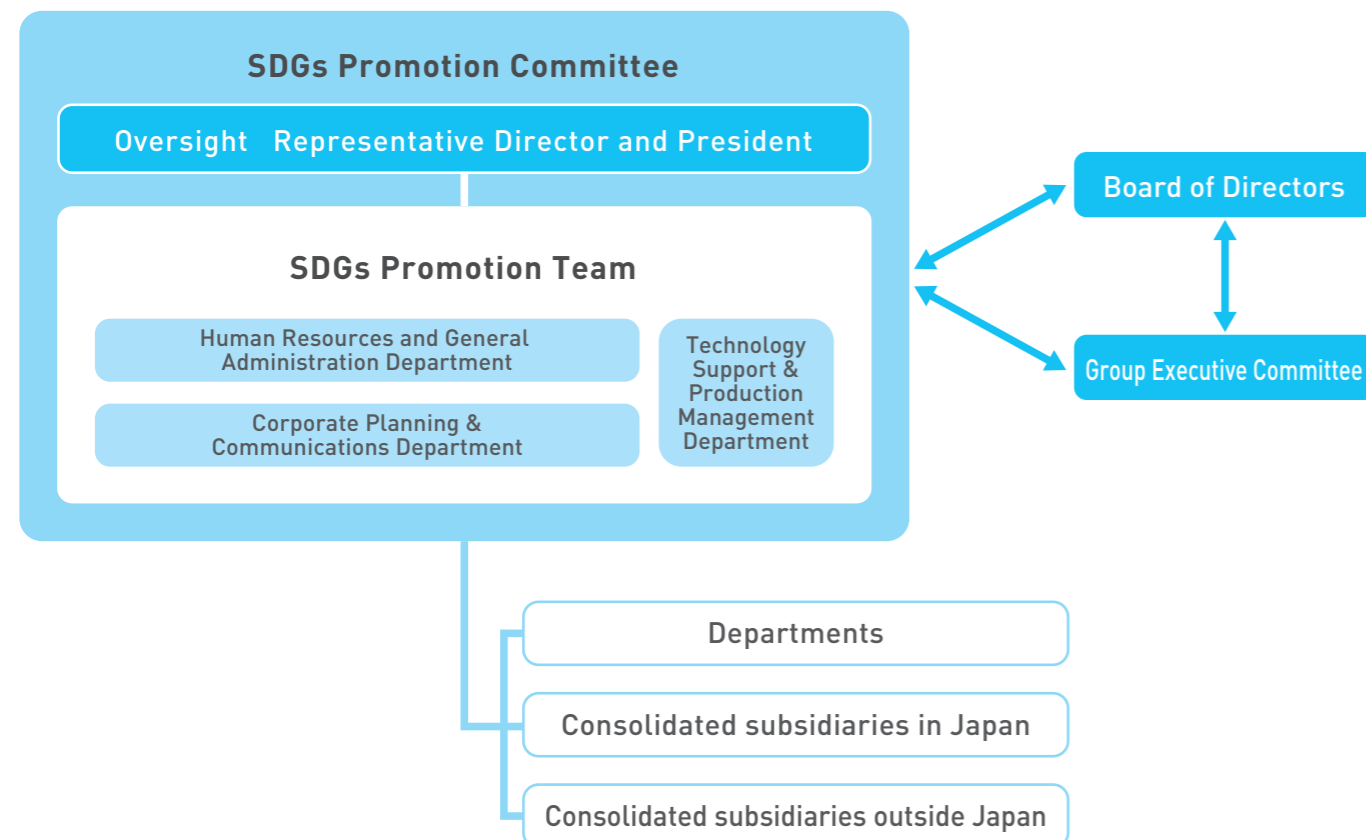 SDGs Promotion Committee
Oversight Representative Director and President
SDGs Promotion Team
Human Resources and General
Administration Department
Corporate Planning &
Communications Department
Technology
Support &
Production
Management
Department
Board of Directors
Group Executive Committee
Departments
Consolidated subsidiaries in Japan
Consolidated subsidiaries outside Japan